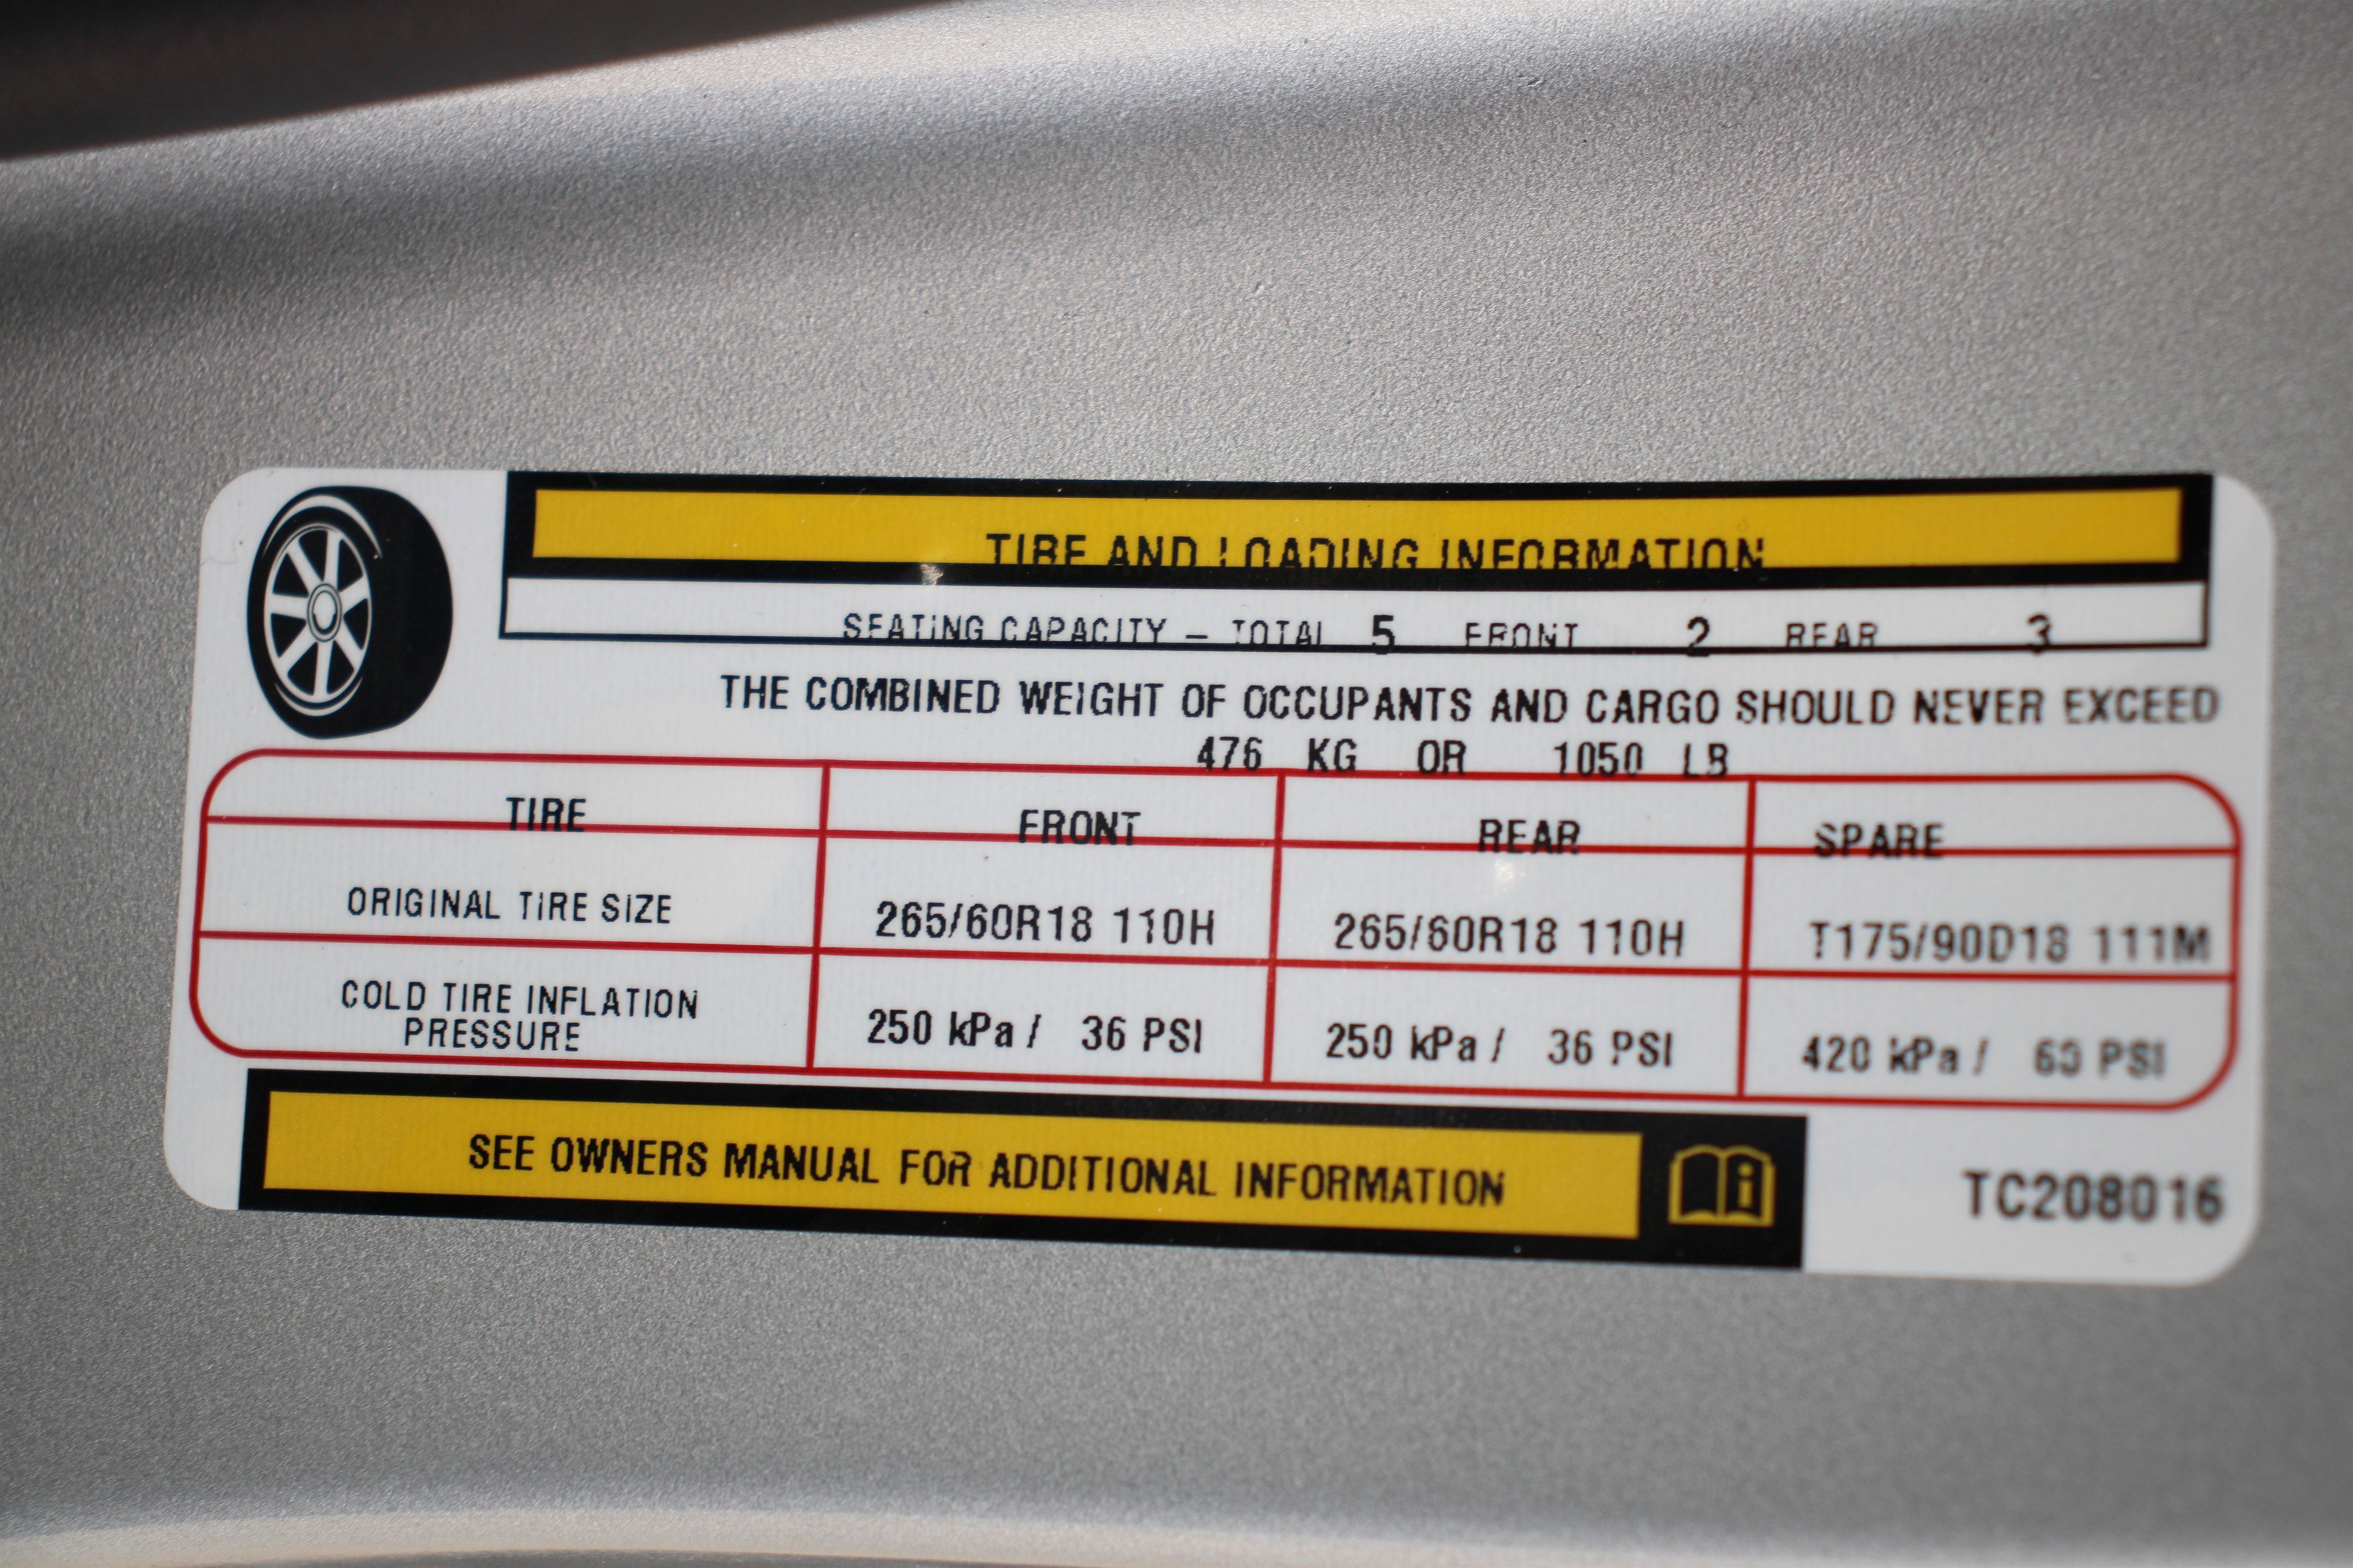 TIRE AND LOADING INFORMATION
SEATING CAPACITY – TOTAL 5 FRONT 2 REAR 3
THE COMBINED WEIGHT OF OCCUPANTS AND CARGO SHOULD NEVER EXCEED
476 KG OR 1050 LB
TIRE FRONT REAR SPARE
ORIGINAL TIRE SIZE 265/60R18 110H 265/60R18 110H T175/90D18 111M
COLD TIRE INFLATION
PRESSURE 250 kPa / 36 PSI 250 kPa / 36 PSI 420 kPa / 60 PSI
SEE OWNERS MANUAL FOR ADDITIONAL INFORMATION
TC208016